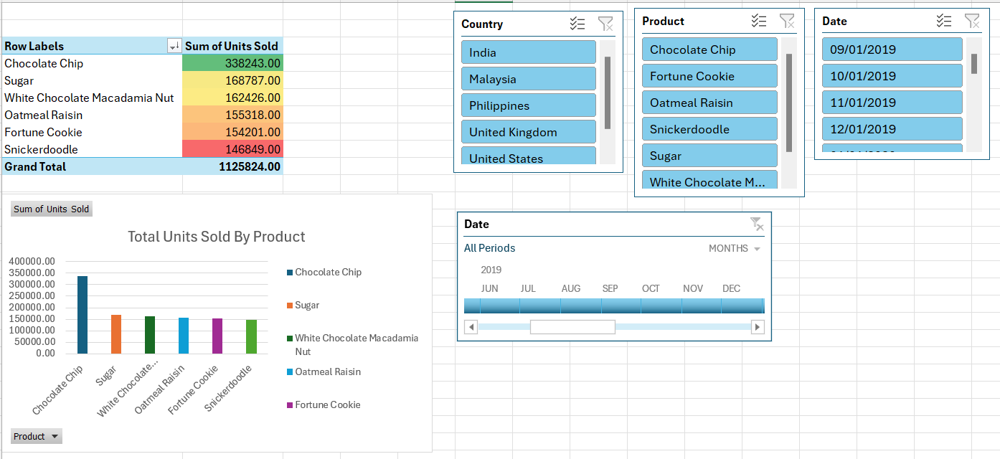 Row Labels Sum of Units Sold
Chocolate Chip 338243.00
Sugar 168787.00
White Chocolate Macadamia Nut 162426.00
Oatmeal Raisin 155318.00
Fortune Cookie 154201.00
Snickerdoodle 146849.00
Grand Total 1125824.00
Country
India
Malaysia
Philippines
United Kingdom
United States
Product
Chocolate Chip
Fortune Cookie
Oatmeal Raisin
Snickerdoodle
Sugar
White Chocolate M...
Date
09/01/2019
10/01/2019
11/01/2019
12/01/2019
Sum of Units Sold
Total Units Sold By Product
400000.00
350000.00
300000.00
250000.00
200000.00
150000.00
100000.00
50000.00
0.00
Chocolate Chip
Sugar
White Chocolate...
Oatmeal Raisin
Fortune Cookie
Snickerdoodle
Chocolate Chip
Sugar
White Chocolate Macadamia
Nut
Oatmeal Raisin
Fortune Cookie
Product
Date
All Periods MONTHS
2019
JUN JUL AUG SEP OCT NOV DEC